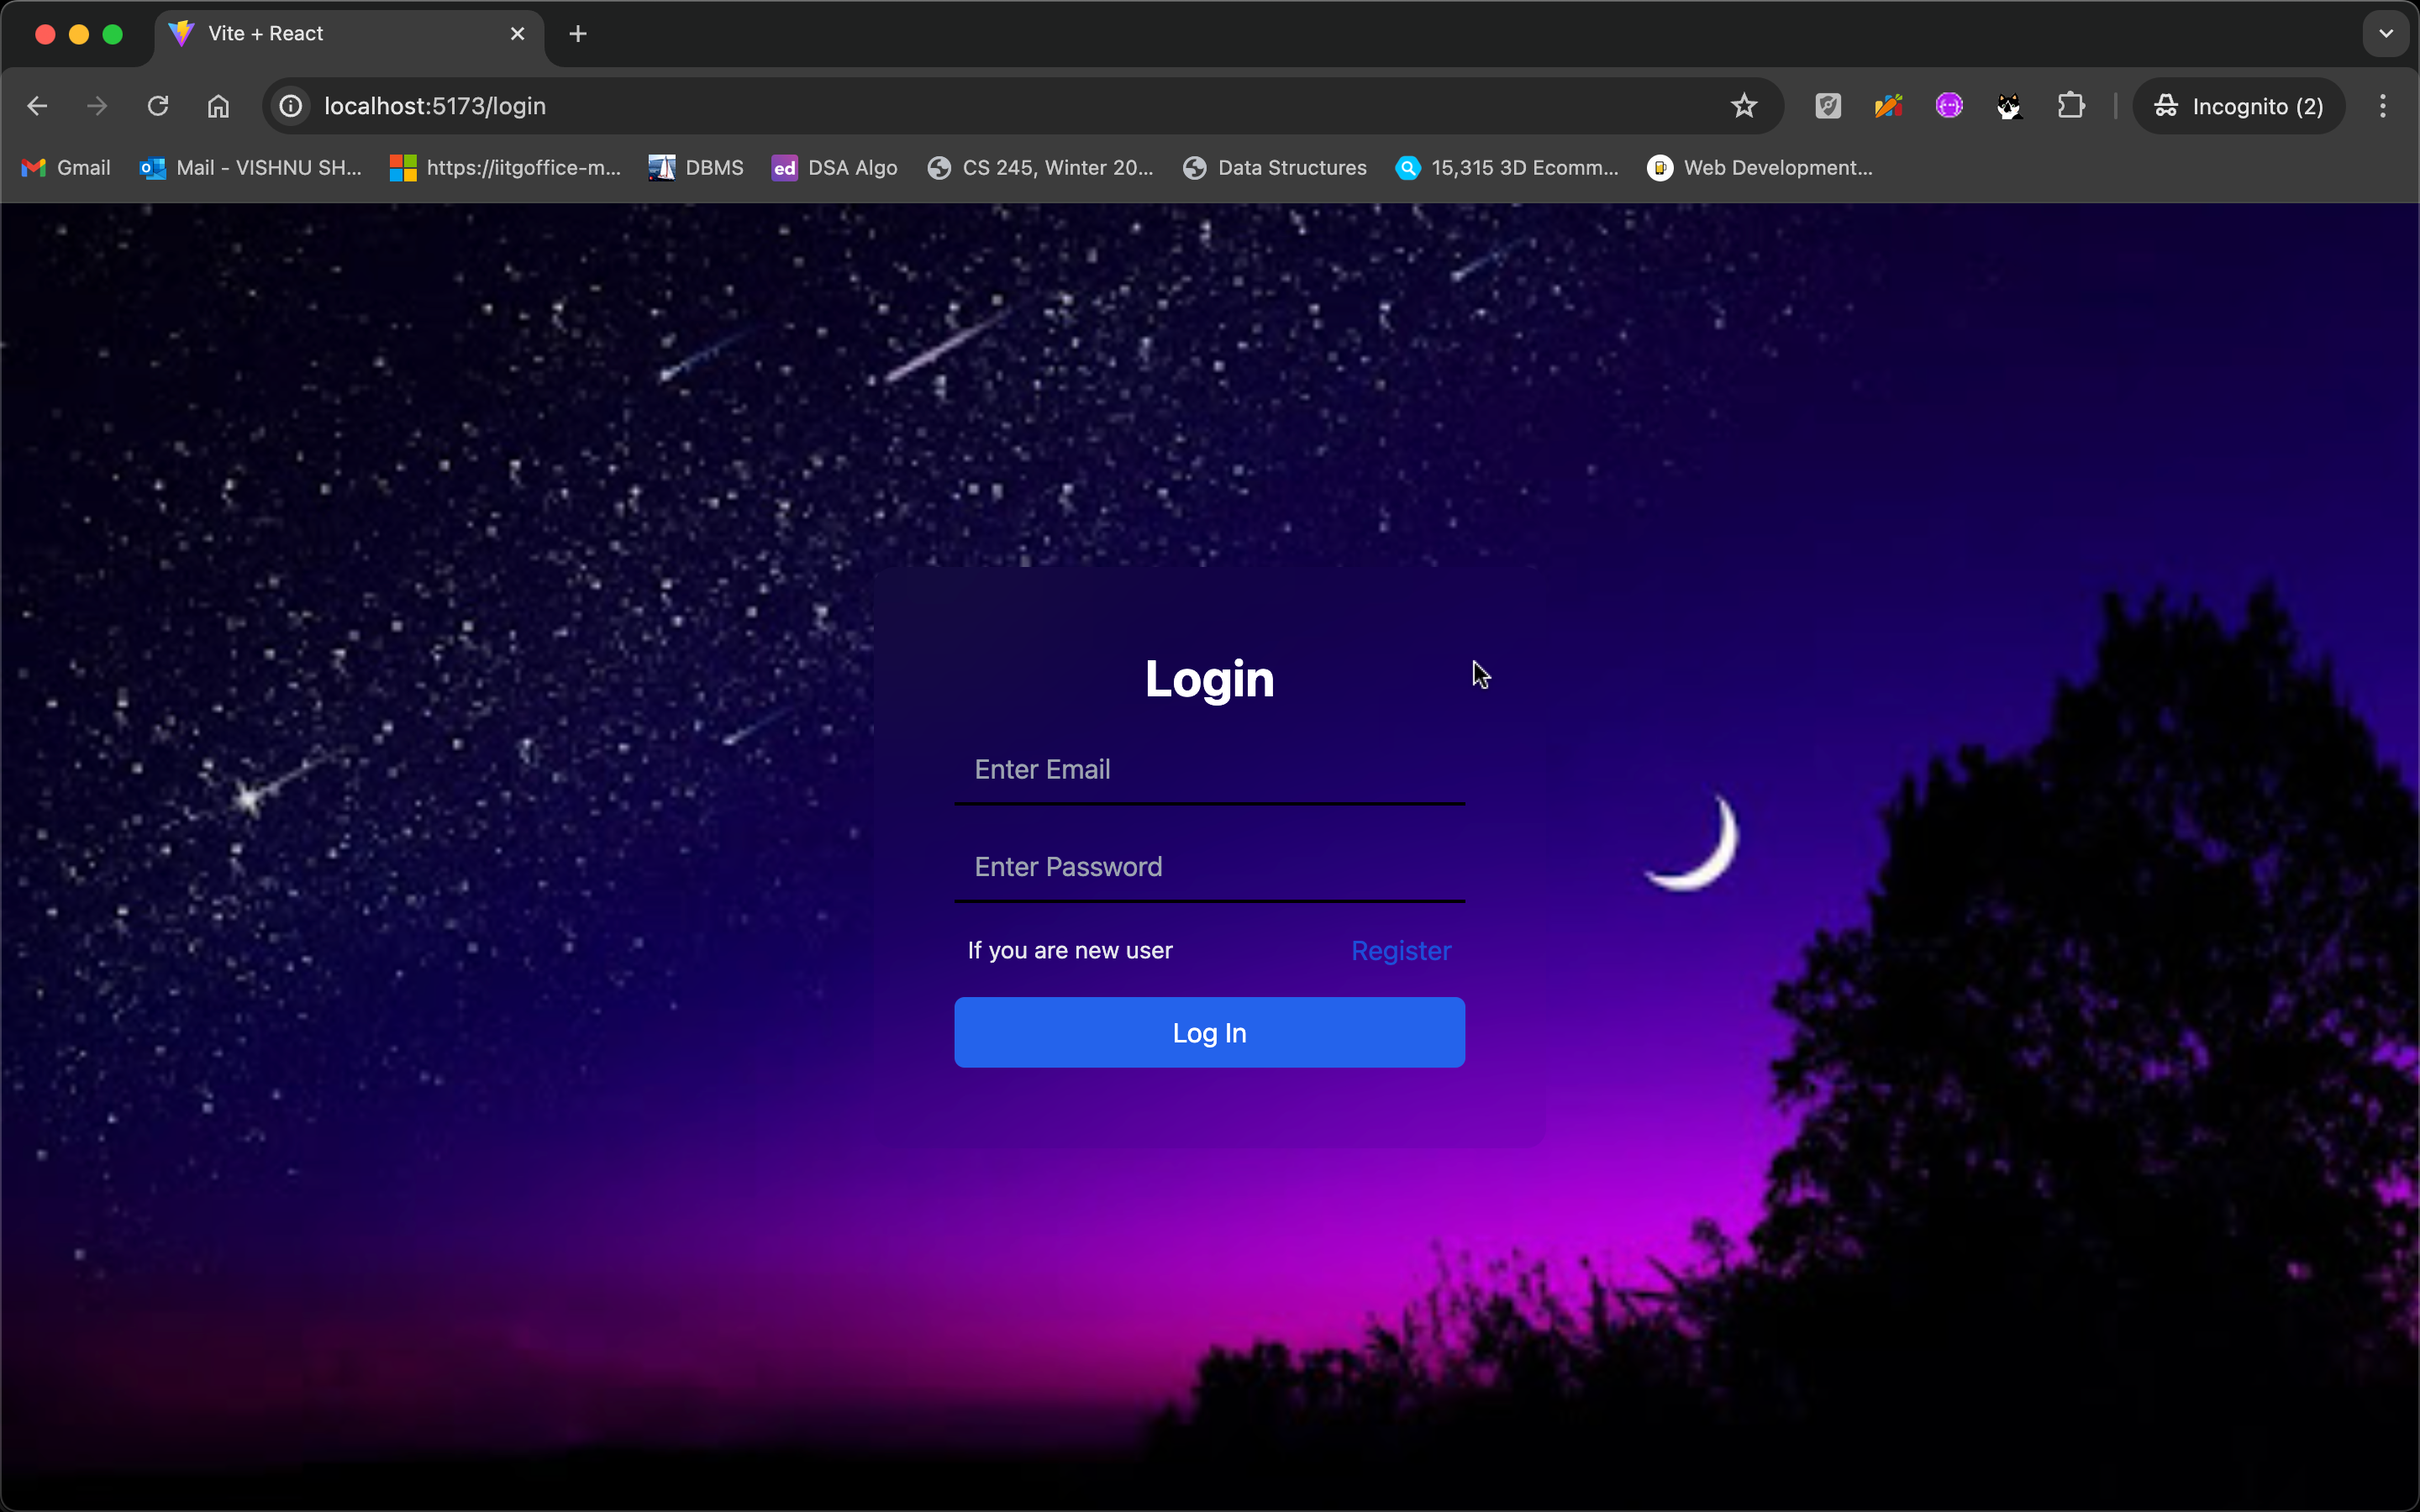 Vite + React
localhost:5173/login
Incognito (2)
Gmail
Mail - VISHNU SH...
https://iitgoffice-m...
DBMS
ed
DSA Algo
CS 245, Winter 20...
Data Structures
15,315 3D Ecomm...
Web Development...
Login
Enter Email
Enter Password
If you are new user Register
Log In